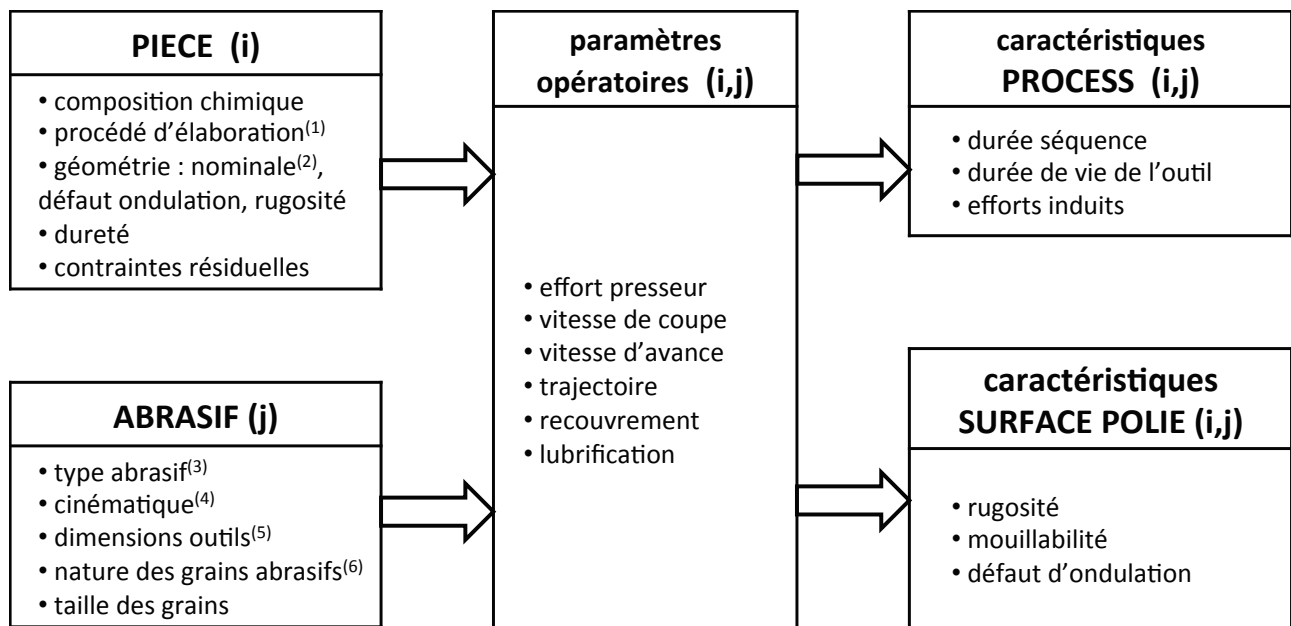 PIECE (i)
• composition chimique
• procédé d'élaboration(1)
• géométrie : nominale(2),
défaut ondulation, rugosité
• dureté
• contraintes résiduelles
ABRASIF (j)
• type abrasif(3)
• cinématique(4)
• dimensions outils(5)
• nature des grains abrasifs(6)
• taille des grains
paramètres
opératoires (i,j)
• effort presseur
• vitesse de coupe
• vitesse d'avance
• trajectoire
• recouvrement
• lubrification
caractéristiques
PROCESS (i,j)
• durée séquence
• durée de vie de l'outil
• efforts induits
caractéristiques
SURFACE POLIE (i,j)
• rugosité
• mouillabilité
• défaut d'ondulation